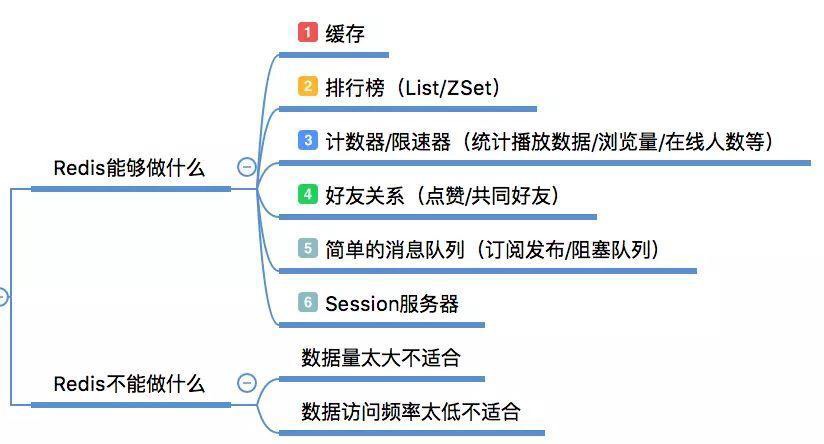 Redis能够做什么
1 缓存
2 排行榜（List/ZSet）
3 计数器/限速器（统计播放数据/浏览量/在线人数等）
4 好友关系（点赞/共同好友）
5 简单的消息队列（订阅发布/阻塞队列）
6 Session服务器
Redis不能做什么
数据量太大不适合
数据访问频率太低不适合